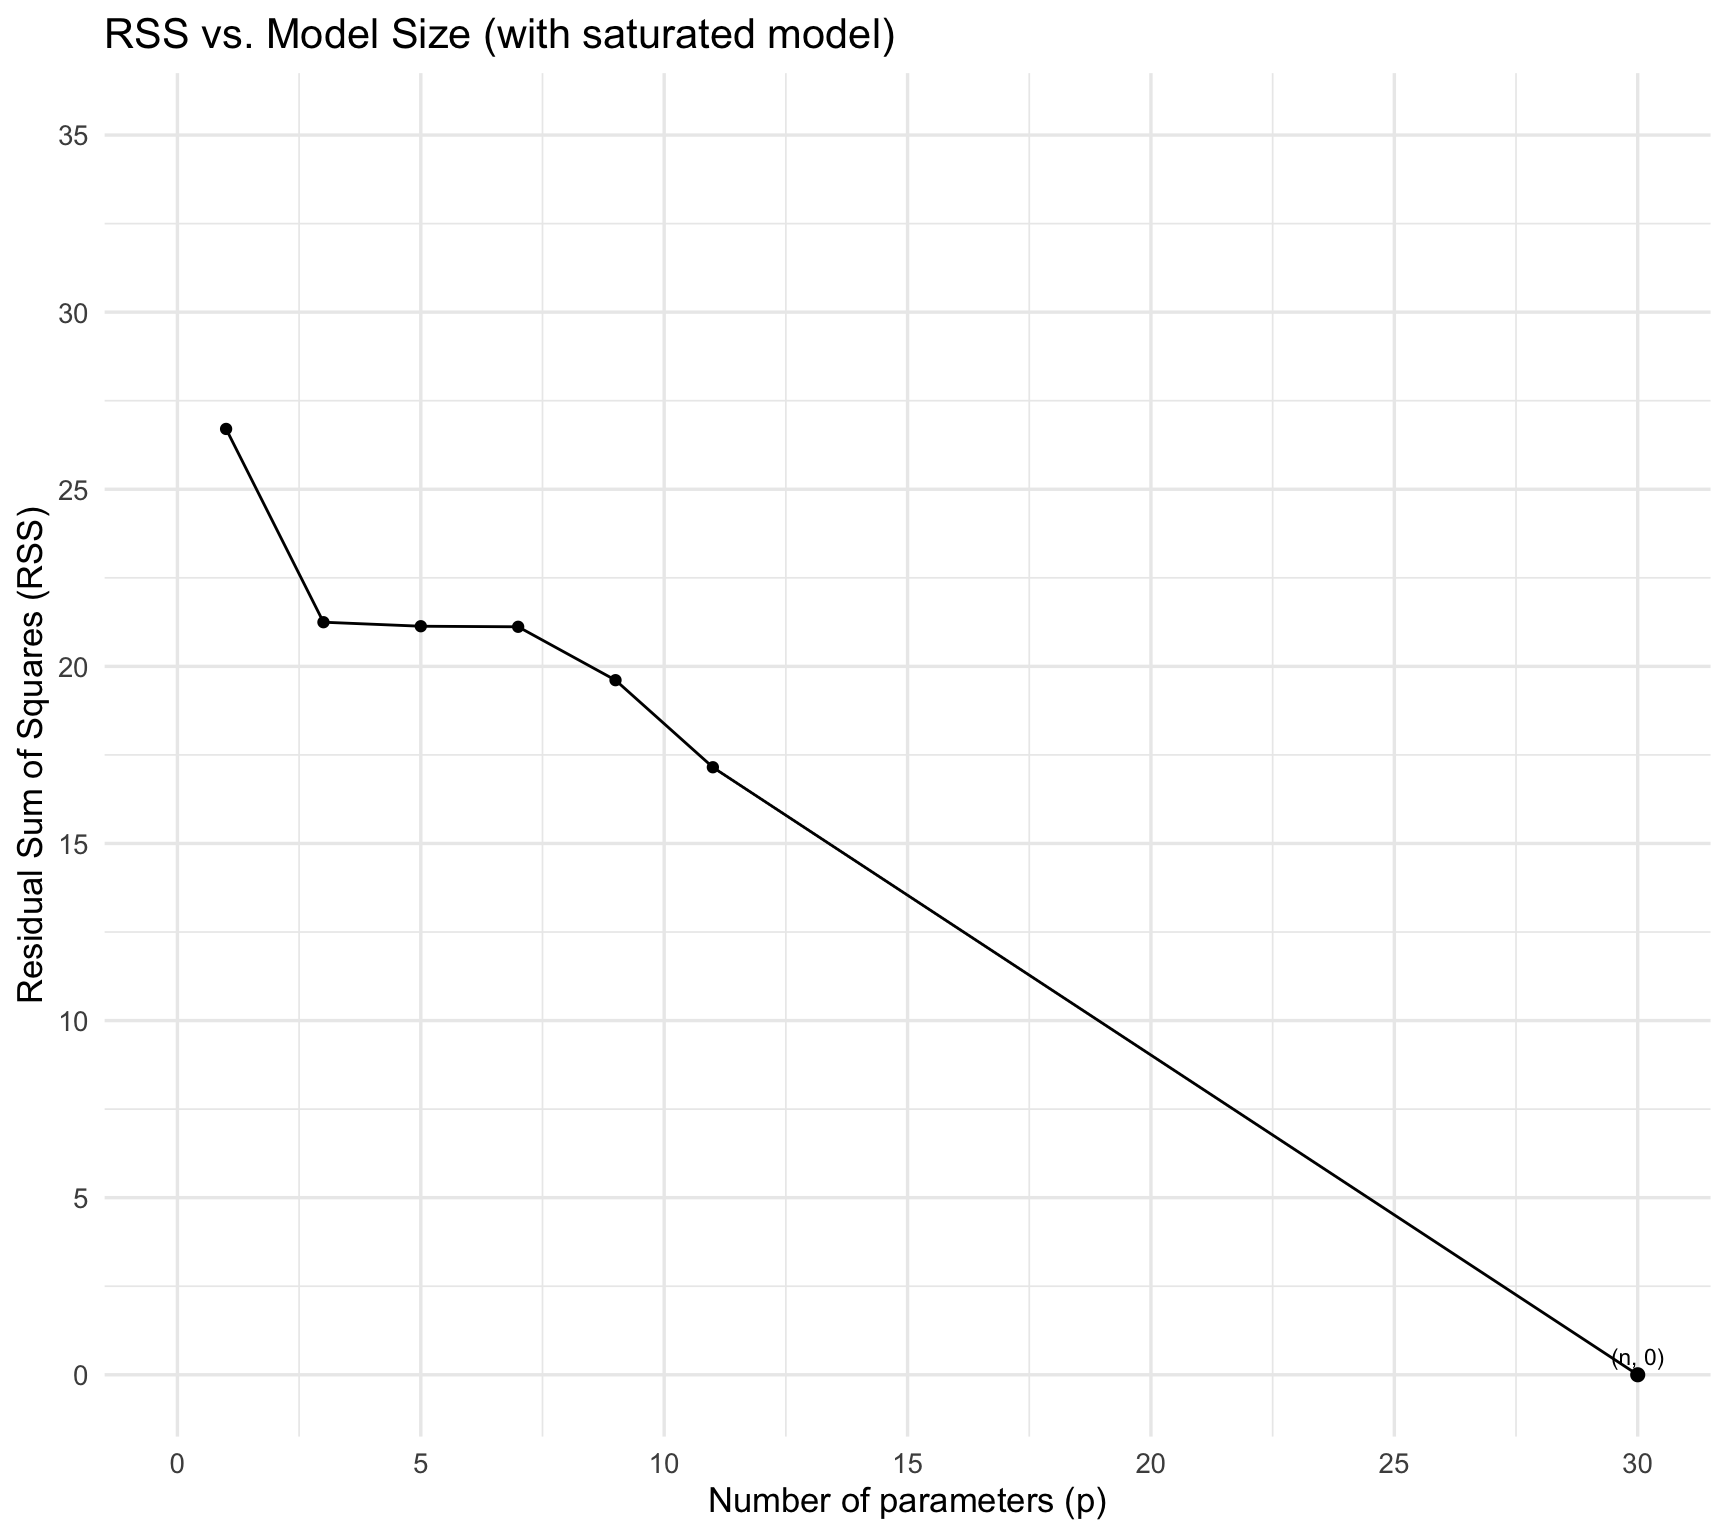 RSS vs. Model Size (with saturated model)
Residual Sum of Squares (RSS)
35
30
25
20
15
10
5
0
(n, 0)
0 5 10 15 20 25 30
Number of parameters (p)